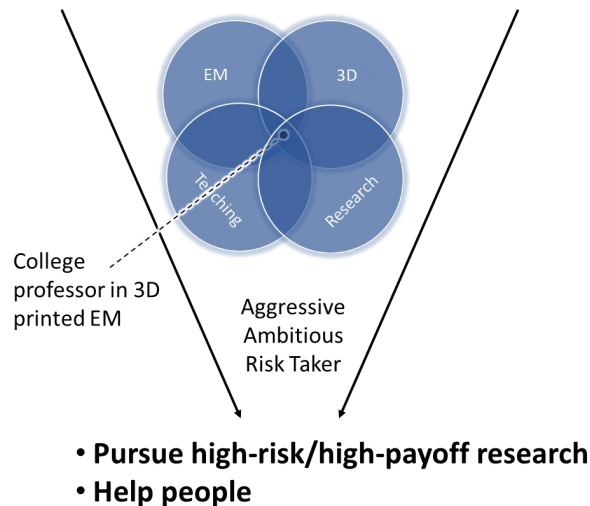 EM
3D
Teaching
Research
College
professor in 3D
printed EM
Aggressive
Ambitious
Risk Taker
• Pursue high-risk/high-payoff research
• Help people